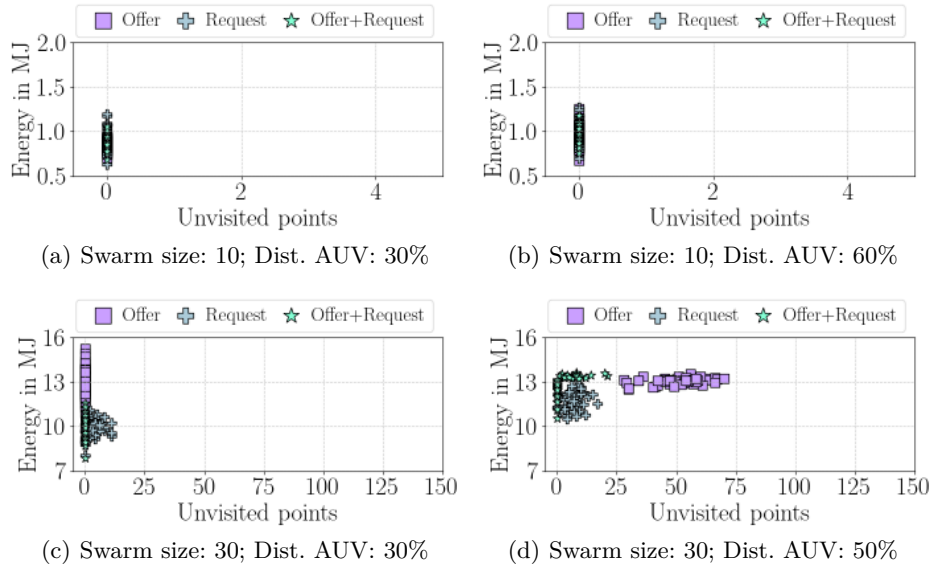 Offer Request Offer+Request Offer Request Offer+Request
Energy in MJ
2.0
1.5
1.0
0.5
0 2 4
Unvisited points
Energy in MJ
2.0
1.5
1.0
0.5
0 2 4
Unvisited points
(a) Swarm size: 10; Dist. AUV: 30%
(b) Swarm size: 10; Dist. AUV: 60%
Offer Request Offer+Request Offer Request Offer+Request
Energy in MJ
16
13
10
7
0 25 50 75 100 125 150
Unvisited points
Energy in MJ
16
13
10
7
0 25 50 75 100 125 150
Unvisited points
(c) Swarm size: 30; Dist. AUV: 30%
(d) Swarm size: 30; Dist. AUV: 50%